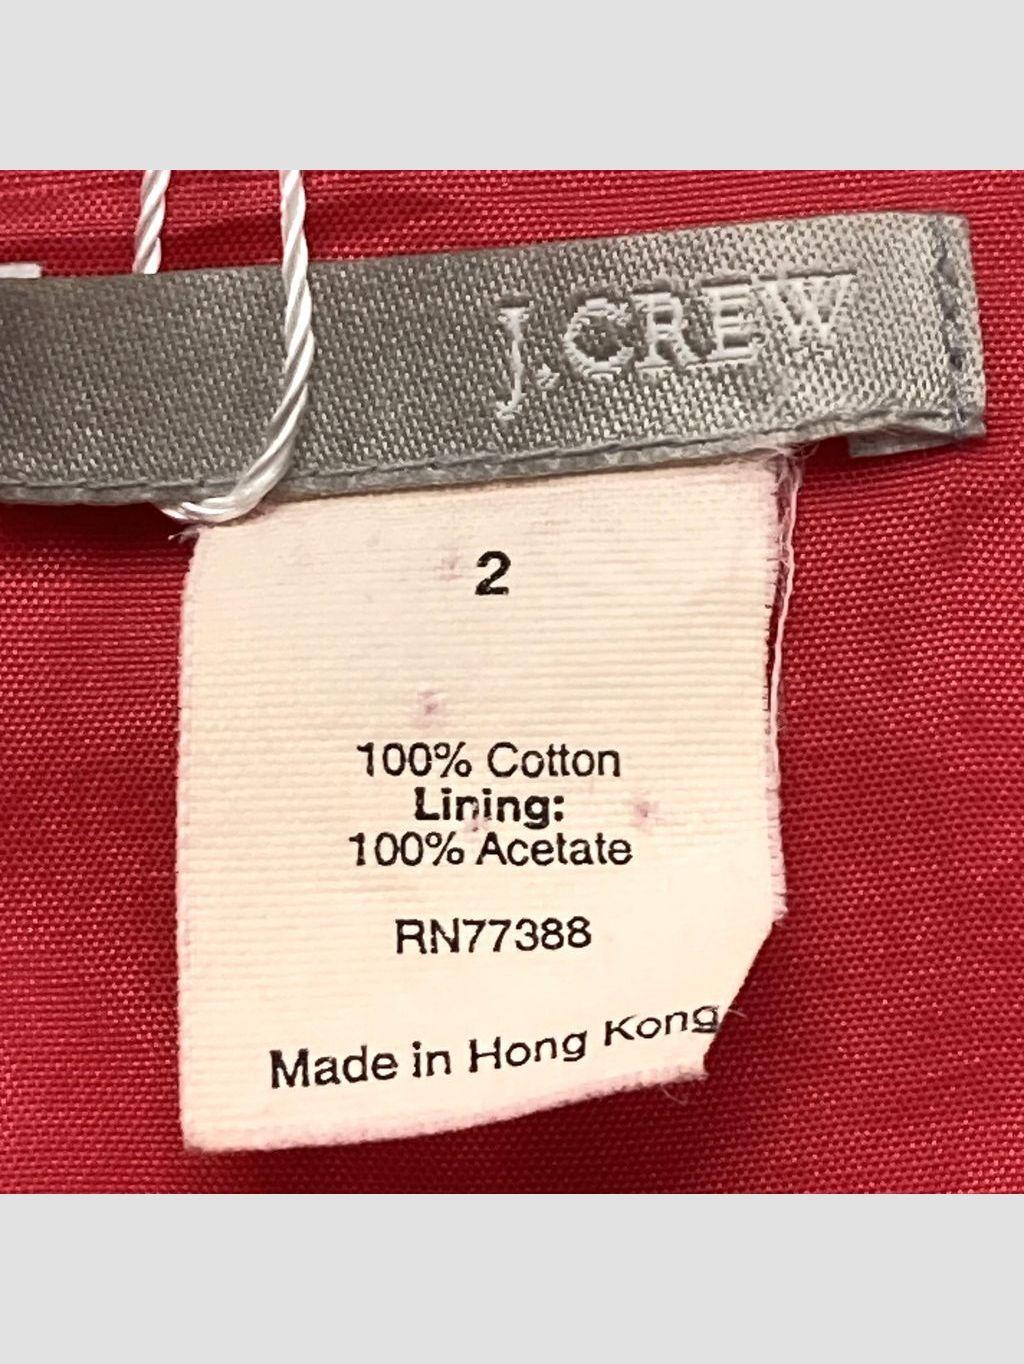 J.CREW
2
100% Cotton
Lining:
100% Acetate
RN77388
Made in Hong Kong